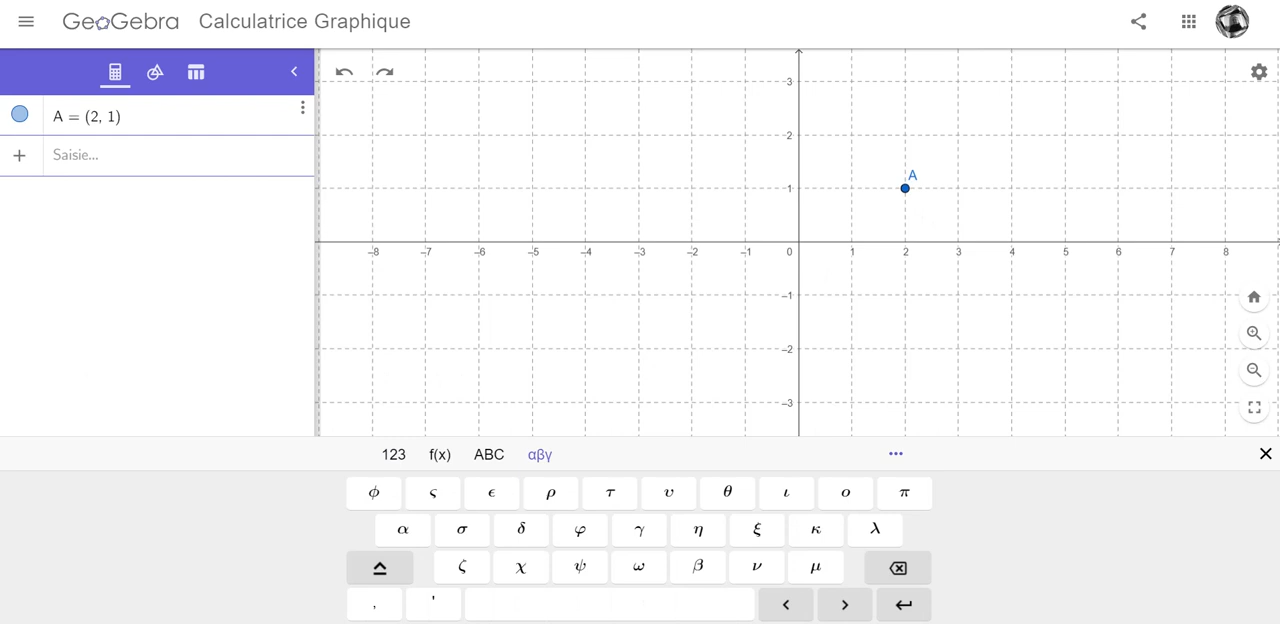 GeoGebra Calculatrice Graphique
A = (2, 1)
+ Saisie...
3
2
1
A
-8 -7 -6 -5 -4 -3 -2 -1 0 1 2 3 4 5 6 7 8
-1
-2
-3
123 f(x) ABC αβγ ...
ϕ ς ϵ ρ τ υ θ ι ο π
α σ δ φ γ η ξ κ λ
ζ χ ψ ω β ν μ
, ' < >